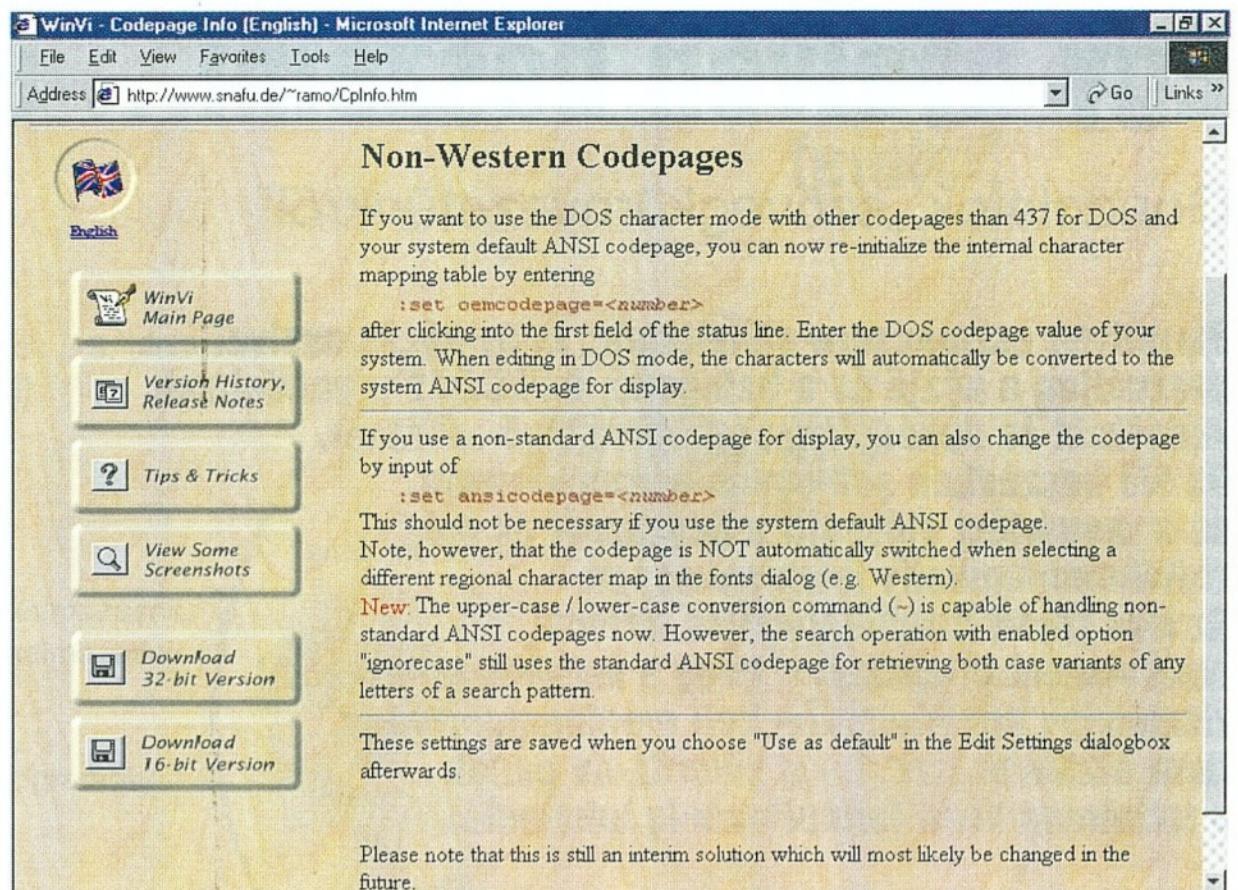 WinVi - Codepage Info (English) - Microsoft Internet Explorer
File Edit View Favorites Tools Help
Address http://www.snafu.de/~ramo/CpInfo.htm Go Links »
English
WinVi
Main Page
Version History,
Release Notes
? Tips & Tricks
View Some
Screenshots
Download
32-bit Version
Download
16-bit Version
Non-Western Codepages
If you want to use the DOS character mode with other codepages than 437 for DOS and
your system default ANSI codepage, you can now re-initialize the internal character
mapping table by entering
:set oemcodepage=<number>
after clicking into the first field of the status line. Enter the DOS codepage value of your
system. When editing in DOS mode, the characters will automatically be converted to the
system ANSI codepage for display.
If you use a non-standard ANSI codepage for display, you can also change the codepage
by input of
:set ansicodepage=<number>
This should not be necessary if you use the system default ANSI codepage.
Note, however, that the codepage is NOT automatically switched when selecting a
different regional character map in the fonts dialog (e.g. Western).
New: The upper-case / lower-case conversion command (~) is capable of handling non-
standard ANSI codepages now. However, the search operation with enabled option
"ignorecase" still uses the standard ANSI codepage for retrieving both case variants of any
letters of a search pattern.
These settings are saved when you choose "Use as default" in the Edit Settings dialogbox
afterwards.
Please note that this is still an interim solution which will most likely be changed in the
future.